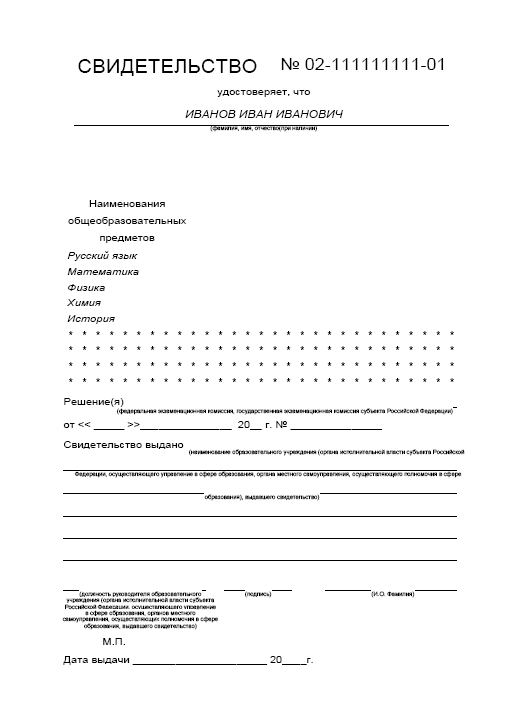 СВИДЕТЕЛЬСТВО № 02-111111111-01
удостоверяет, что
ИВАНОВ ИВАН ИВАНОВИЧ
(фамилия, имя, отчество(при наличии)
Наименования
общеобразовательных
предметов
Русский язык
Математика
Физика
Химия
История
* * * * * * * * * * * * * * * * * * * * * * * * * * * * *
* * * * * * * * * * * * * * * * * * * * * * * * * * * * *
* * * * * * * * * * * * * * * * * * * * * * * * * * * * *
* * * * * * * * * * * * * * * * * * * * * * * * * * * * *
Решение(я)
(федеральная экзаменационная комиссия, государственная экзаменационная комиссия субъекта Российской Федерации)
от << _____ >>________________ 20__ г. № ________________
Свидетельство выдано
(наименование образовательного учреждения (органа исполнительной власти субъекта Российской
Федерации, осуществляющего управление в сфере образования, органа местного самоуправления, осуществляющего полномочия в сфере
образования), выдавшего свидетельство)
(должность руководителя образовательного (подпись) (И.О. Фамилия)
учреждения (органа исполнительной власти субъекта
Российской Федерации, осуществляющего управление
в сфере образования, органов местного
самоуправления, осуществляющих полномочия в сфере
образования, выдавшего свидетельство)
М.П.
Дата выдачи ________________________ 20____г.